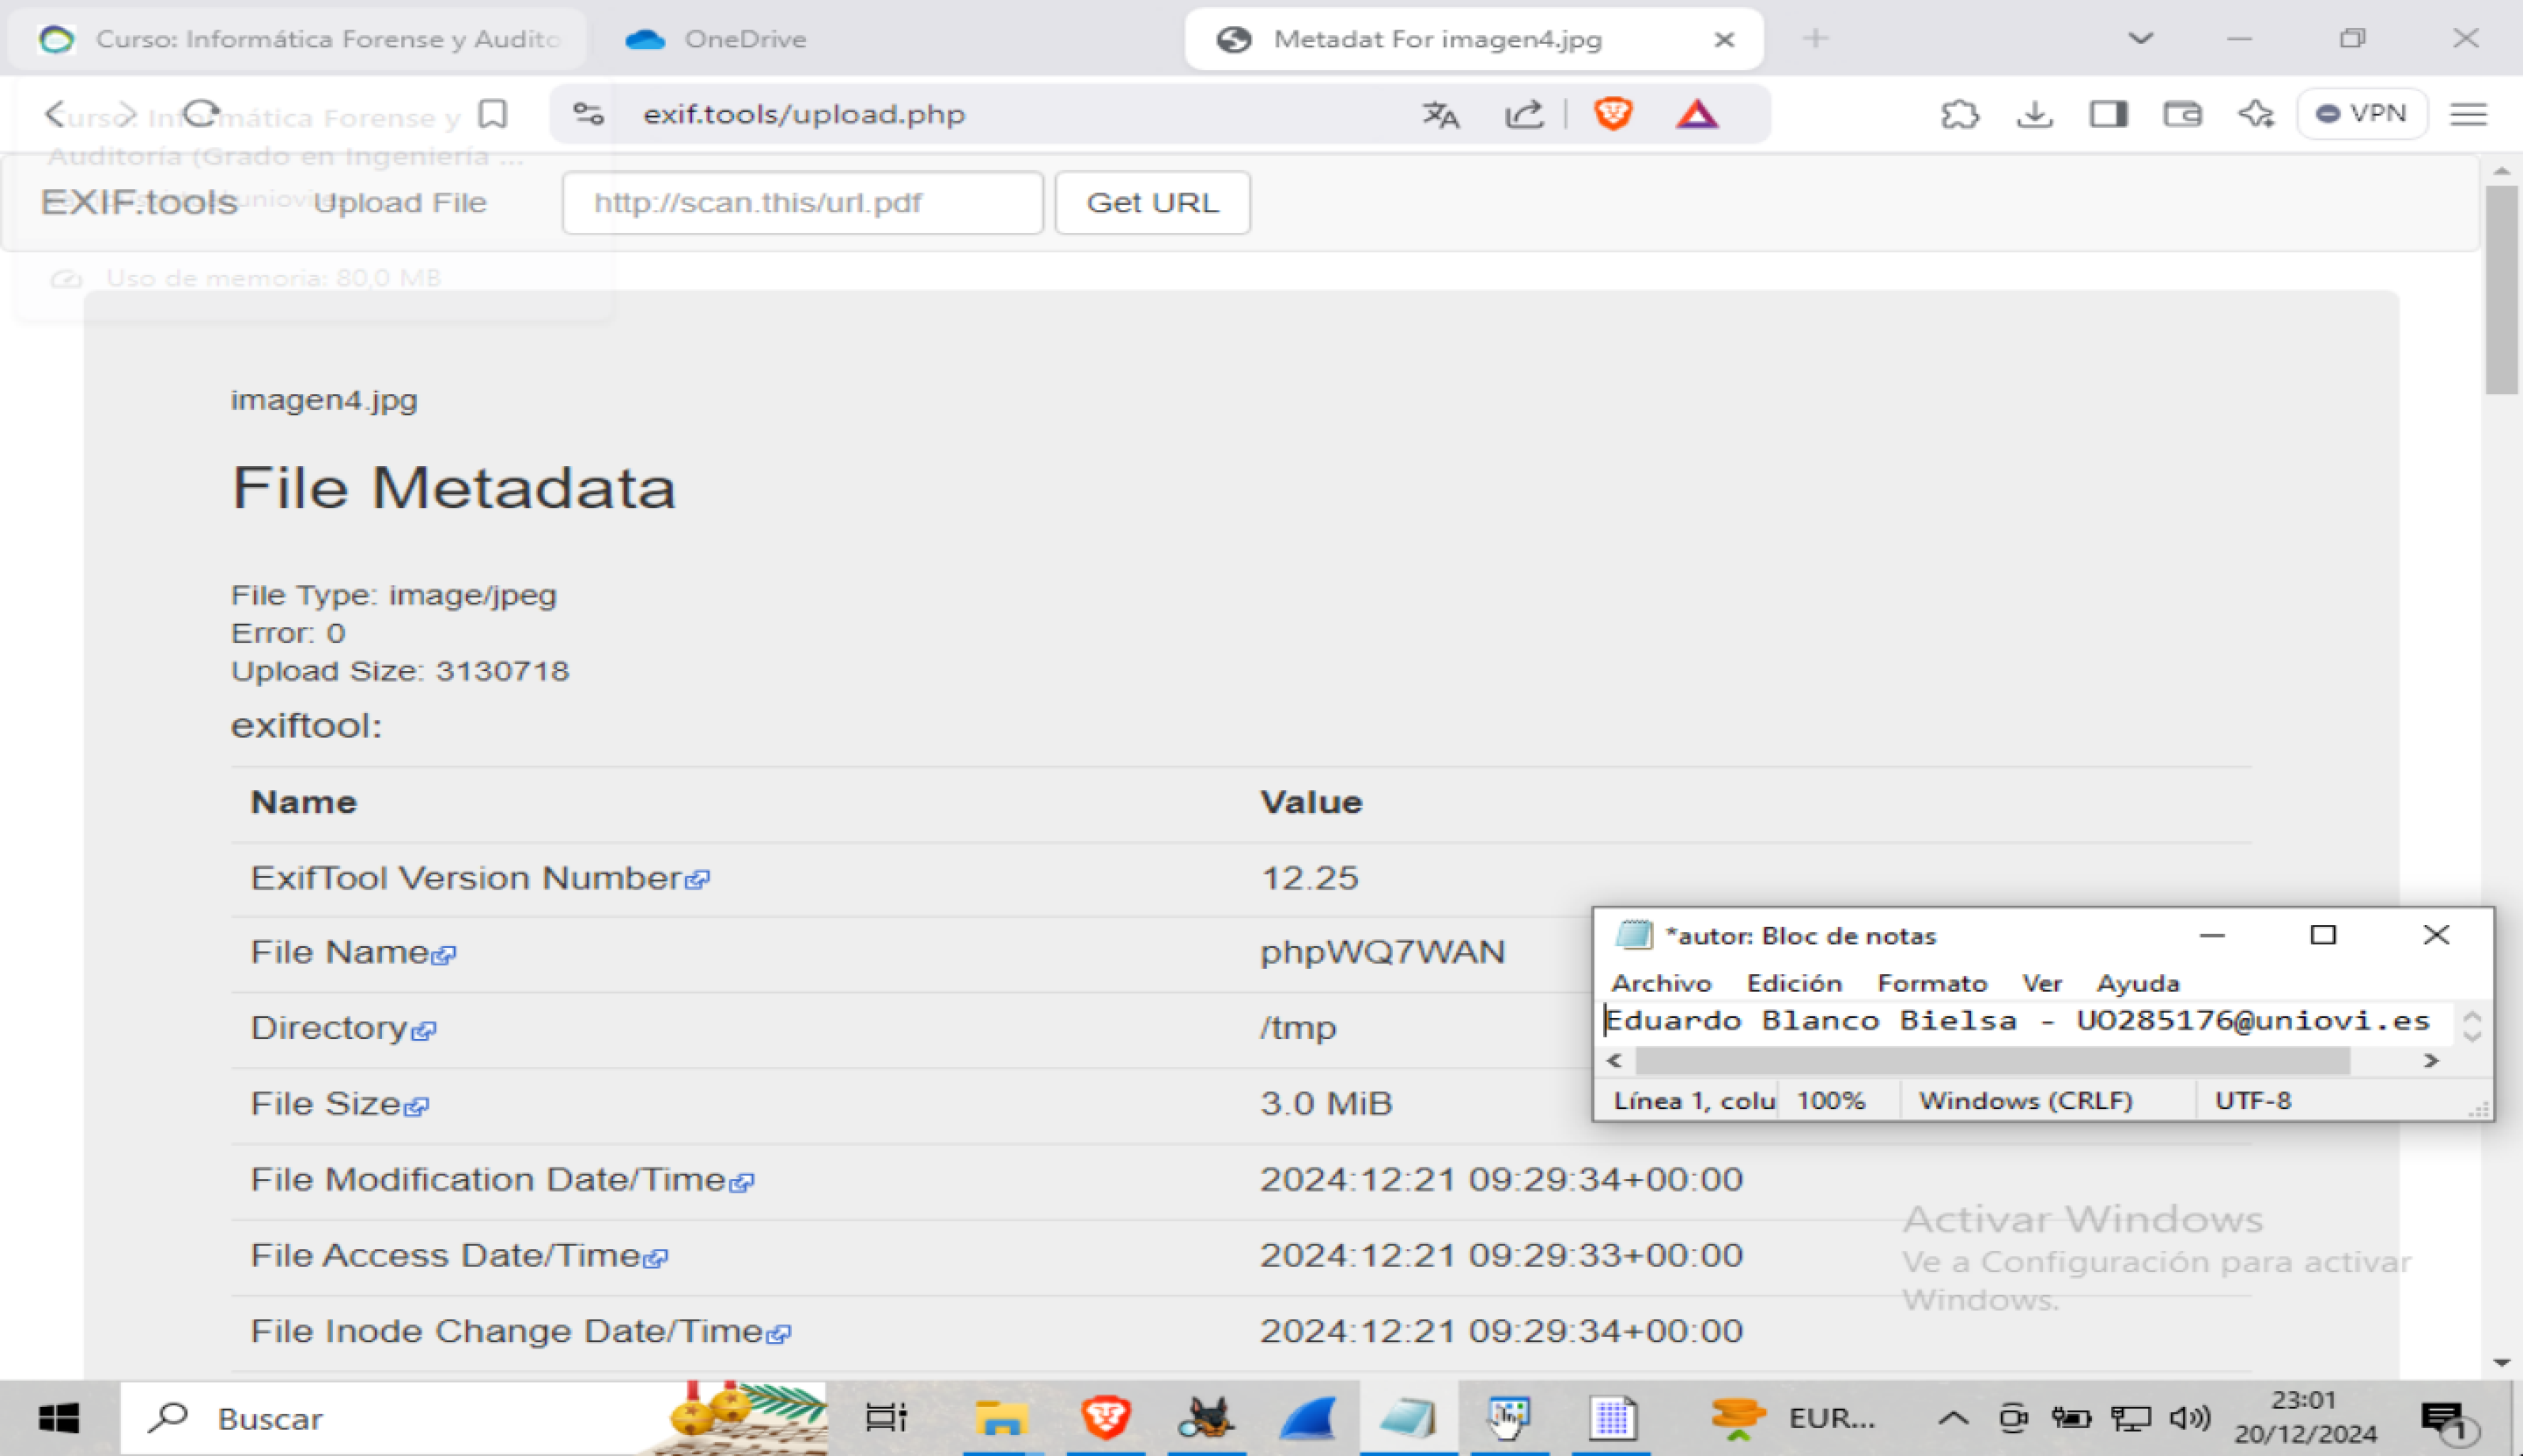 Curso: Informática Forense y Audito
OneDrive
Metadat For imagen4.jpg
Curso: Informática Forense y
Auditoría (Grado en Ingeniería ...
exif.tools/upload.php
VPN
EXIF.tools
Upload File
http://scan.this/url.pdf
Get URL
Uso de memoria: 80,0 MB
imagen4.jpg
File Metadata
File Type: image/jpeg
Error: 0
Upload Size: 3130718
exiftool:
Name Value
ExifTool Version Number 12.25
File Name phpWQ7WAN
Directory /tmp
File Size 3.0 MiB
File Modification Date/Time 2024:12:21 09:29:34+00:00
File Access Date/Time 2024:12:21 09:29:33+00:00
File Inode Change Date/Time 2024:12:21 09:29:34+00:00
*autor: Bloc de notas
Archivo Edición Formato Ver Ayuda
Eduardo Blanco Bielsa - UO285176@uniovi.es
Línea 1, colu 100% Windows (CRLF) UTF-8
Activar Windows
Ve a Configuración para activar
Windows.
Buscar
EUR...
23:01
20/12/2024
1